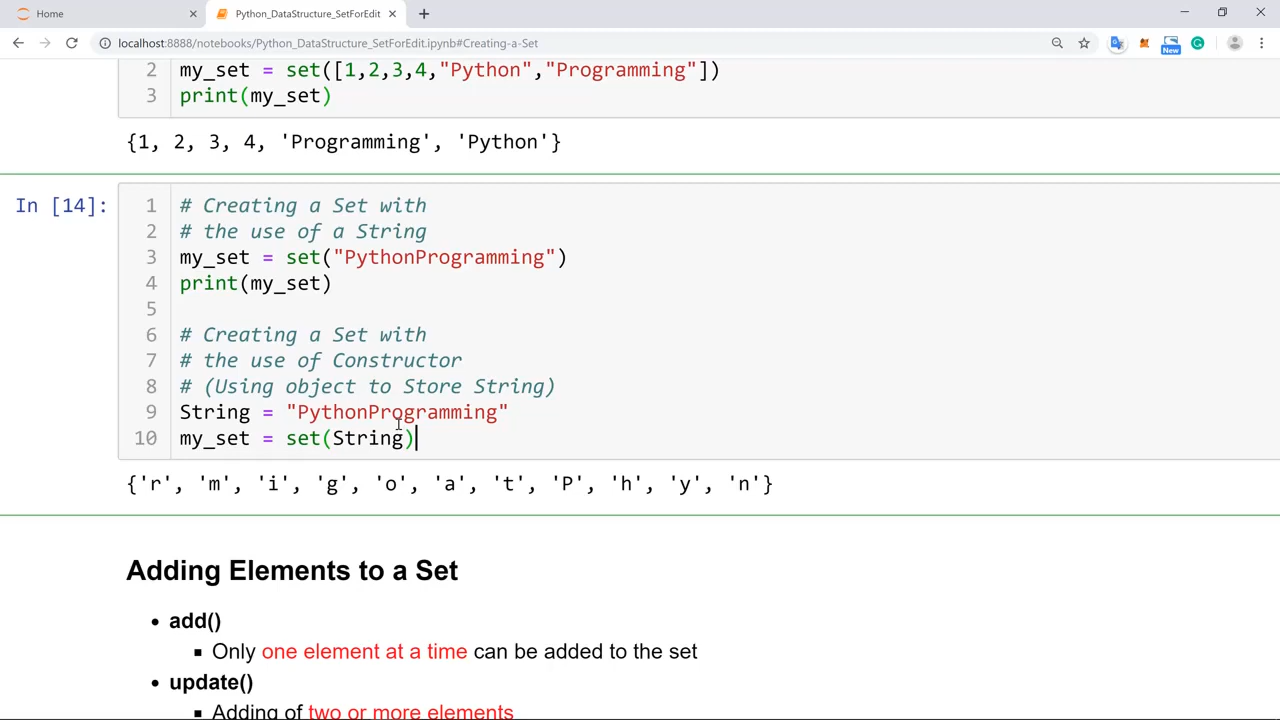 Home
Python_DataStructure_SetForEdit
localhost:8888/notebooks/Python_DataStructure_SetForEdit.ipynb#Creating-a-Set
New
2 my_set = set([1,2,3,4,"Python","Programming"])
3 print(my_set)
{1, 2, 3, 4, 'Programming', 'Python'}
In [14]:
1 # Creating a Set with
2 # the use of a String
3 my_set = set("PythonProgramming")
4 print(my_set)
5
6 # Creating a Set with
7 # the use of Constructor
8 # (Using object to Store String)
9 String = "PythonProgramming"
10 my_set = set(String)
{'r', 'm', 'i', 'g', 'o', 'a', 't', 'P', 'h', 'y', 'n'}
Adding Elements to a Set
• add()
▪ Only one element at a time can be added to the set
• update()
▪ Adding of two or more elements